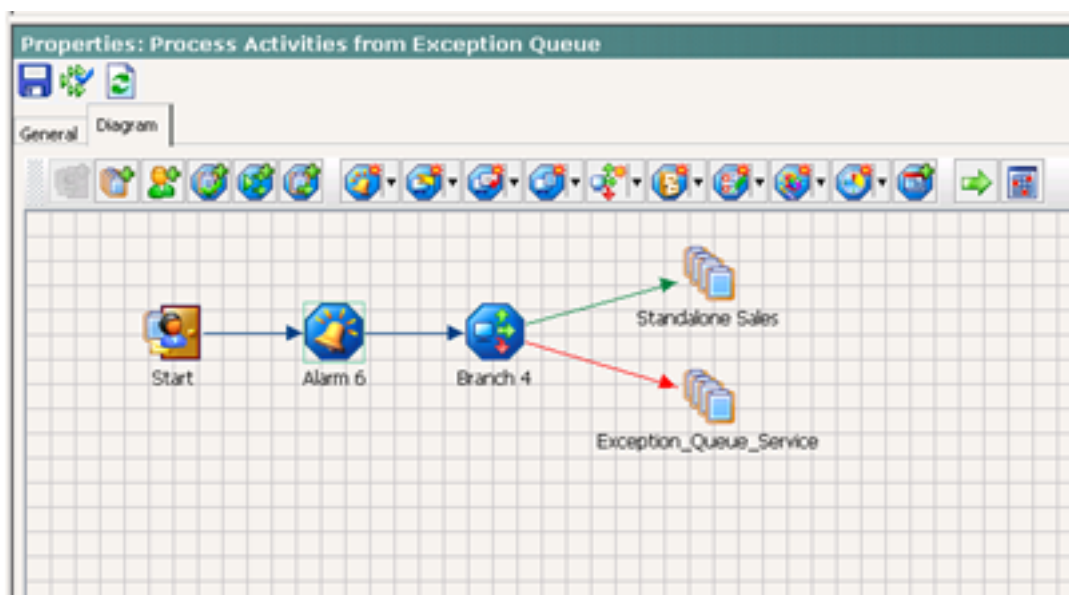 Properties: Process Activities from Exception Queue
General
Diagram
Standalone Sales
Start
Alarm 6
Branch 4
Exception_Queue_Service